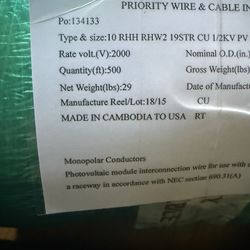 PRIORITY WIRE & CABLE IN
Po:134133
Type & size:10 RHH RHW2 19STR CU 1/2KV PV
Rate volt.(V):2000 Nominal O.D.(in.)
Quantity(ft):500 Gross Weight(lbs)
Net Weight(lbs):29 Date of Manufac
Manufacture Reel/Lot:18/15 CU
MADE IN CAMBODIA TO USA RT
Monopolar Conductors
Photovoltaic module interconnection wire for use with
a raceway in accordance with NEC section 690.31(A)